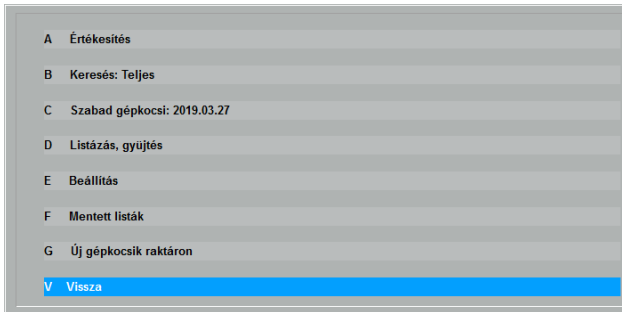 A Értékesítés
B Keresés: Teljes
C Szabad gépkocsi: 2019.03.27
D Listázás, gyüjtés
E Beállítás
F Mentett listák
G Új gépkocsik raktáron
V Vissza